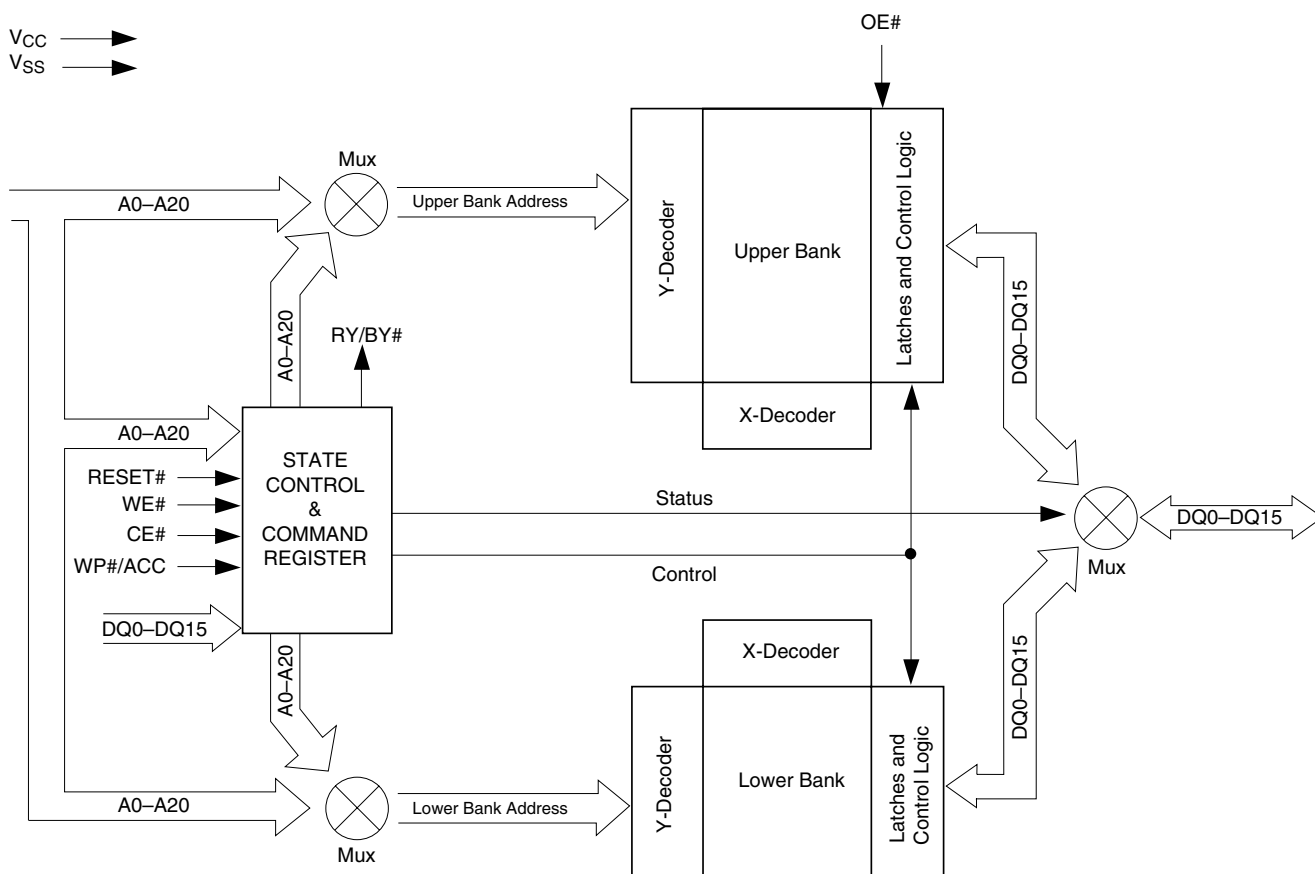 VCC
VSS
OE#
Mux
A0–A20
Upper Bank Address
Y-Decoder
Upper Bank
Latches and Control Logic
X-Decoder
DQ0–DQ15
A0–A20
RY/BY#
A0–A20
RESET#
WE#
CE#
WP#/ACC
DQ0–DQ15
STATE
CONTROL
&
COMMAND
REGISTER
Status
Control
Mux
DQ0–DQ15
A0–A20
X-Decoder
DQ0–DQ15
A0–A20
Mux
Lower Bank Address
Y-Decoder
Lower Bank
Latches and
Control Logic